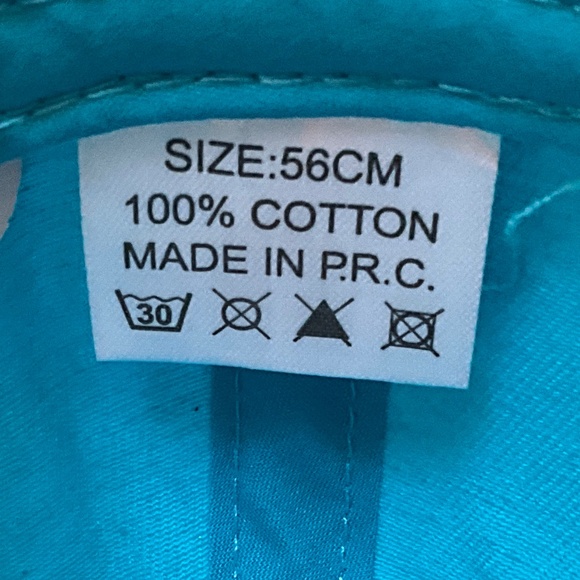 SIZE:56CM
100% COTTON
MADE IN P.R.C.
30